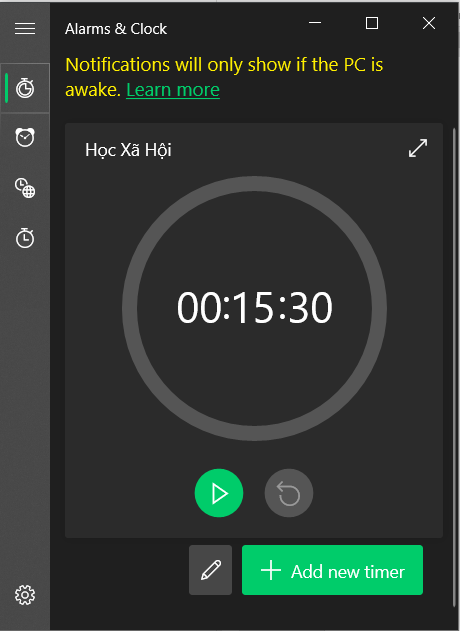 Alarms & Clock
Notifications will only show if the PC is
awake. Learn more
Học Xã Hội
00:15:30
Add new timer